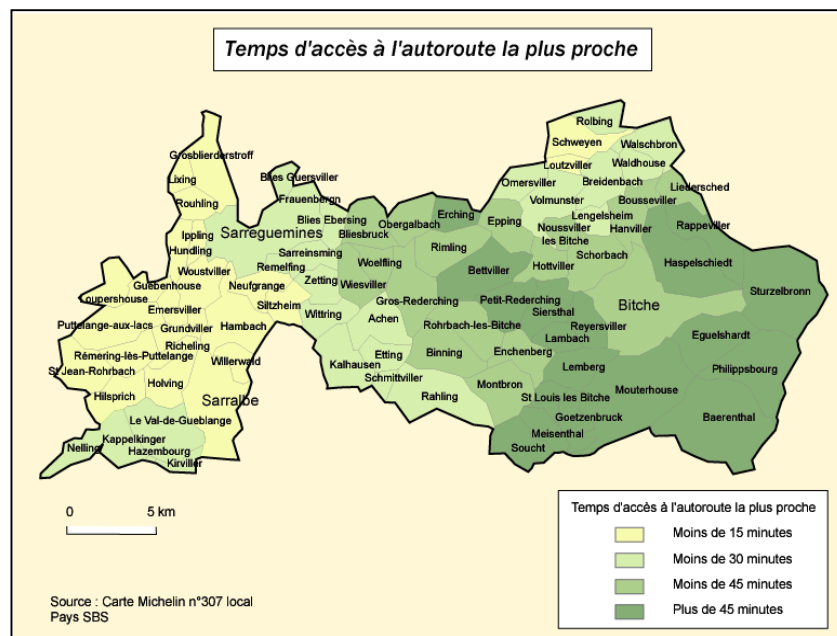 Temps d'accès à l'autoroute la plus proche
Rolbing
Schweyen
Walschbron
Grosblierderstroff
Loutzviller
Waldhouse
Lixing
Blies Guersviller
Omersviller
Breidenbach
Liedersched
Rouhling
Frauenbergn
Volmunster
Bousseviller
Erching
Lengelsheim
Blies Ebersing
Obergalbach
Epping
Rappeviller
Ippling
Sarreguemines
Bliesbruck
Noussviller
les Bitche
Hanviller
Hundling
Sarreinsming
Rimling
Schorbach
Haspelschiedt
Woustviller
Remelfing
Woelfling
Bettviller
Hottviller
Guebenhouse
Neufgrange
Zetting
Wiesviller
Sturzelbronn
Loupershouse
Siltzheim
Gros-Rederching
Petit-Rederching
Bitche
Emersviller
Wittring
Achen
Siersthal
Puttelange-aux-lacs
Grundviller
Hambach
Rohrbach-les-Bitche
Reyersviller
Eguelshardt
Richeling
Lambach
Rémering-lès-Puttelange
Willerwald
Etting
Binning
Enchenberg
St Jean-Rohrbach
Kalhausen
Lemberg
Philippsbourg
Holving
Schmittviller
Montbron
Mouterhouse
Hilsprich
Sarralbe
Rahling
St Louis les Bitche
Baerenthal
Le Val-de-Gueblange
Goetzenbruck
Kappelkinger
Meisenthal
Nelling
Hazembourg
Soucht
Kirviller
0 5 km
Temps d'accès à l'autoroute la plus proche
Moins de 15 minutes
Moins de 30 minutes
Moins de 45 minutes
Plus de 45 minutes
Source : Carte Michelin n°307 local
Pays SBS